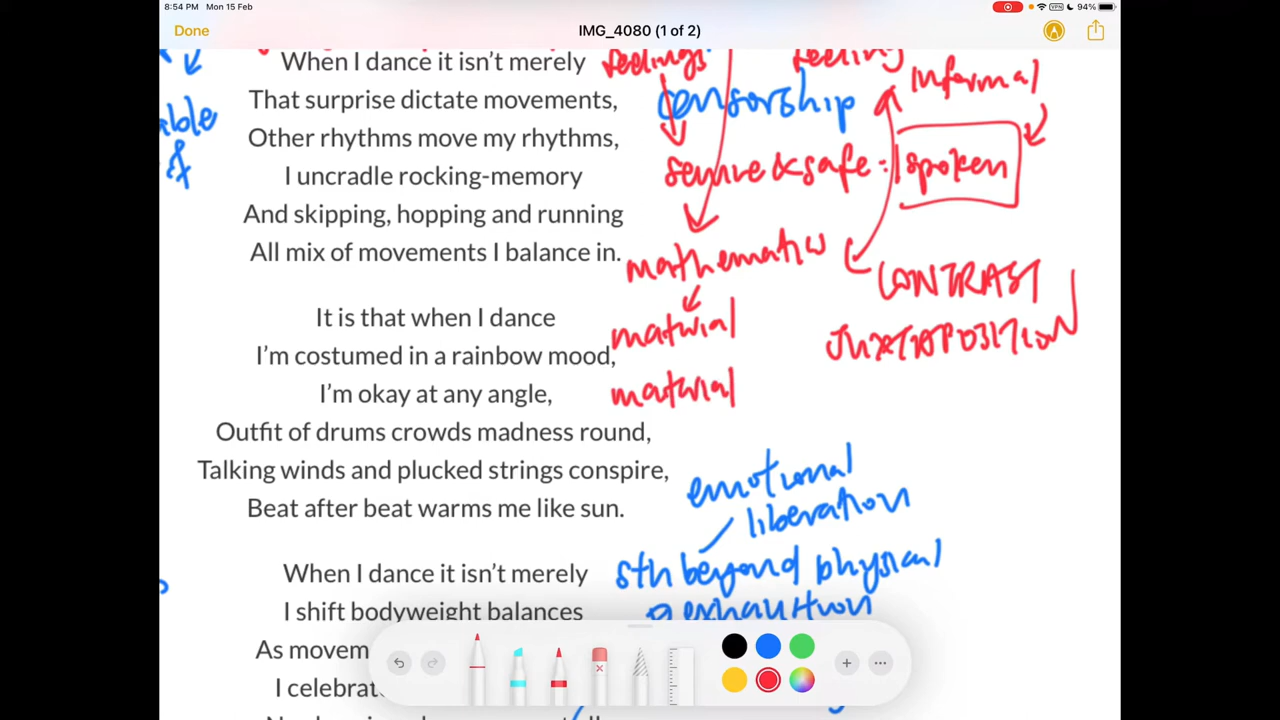 8:54 PM Mon 15 Feb
VPN 94%
Done
IMG_4080 (1 of 2)
When I dance it isn't merely
feelings
feeling
informal
That surprise dictate movements,
censorship
able
Other rhythms move my rhythms,
&
I uncradle rocking-memory
secure & safe : spoken
And skipping, hopping and running
All mix of movements I balance in.
mathematics
CONTRAST
It is that when I dance
material
JUXTAPOSITION
I'm costumed in a rainbow mood,
I'm okay at any angle,
material
Outfit of drums crowds madness round,
Talking winds and plucked strings conspire,
emotional
liberation
Beat after beat warms me like sun.
When I dance it isn't merely
sth beyond physical
I shift bodyweight balances
exhaustion
As movem
I celebrat